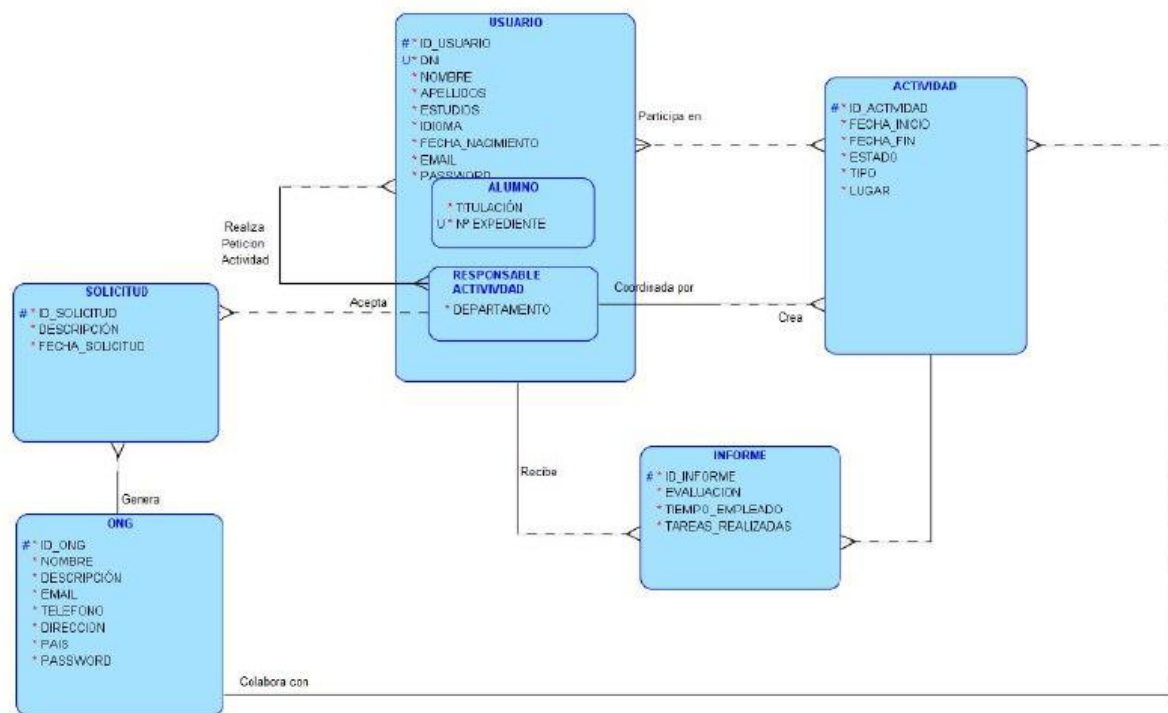 USUARIO
# * ID_USUARIO
U * DNI
* NOMBRE
* APELLIDOS
* ESTUDIOS
* IDIOMA
* FECHA_NACIMIENTO
* EMAIL
* PASSWORD
ALUMNO
* TITULACIÓN
U * Nº EXPEDIENTE
RESPONSABLE
ACTIVIVDAD
* DEPARTAMENTO
Participa en
ACTIVIDAD
# * ID_ACTIVIDAD
* FECHA_INICIO
* FECHA_FIN
* ESTADO
* TIPO
* LUGAR
Realiza
Peticion
Actividad
Coordinada por
Crea
Acepta
SOLICITUD
# * ID_SOLICITUD
* DESCRIPCIÓN
* FECHA_SOLICITUD
Genera
Recibe
INFORME
# * ID_INFORME
* EVALUACION
* TIEMPO_EMPLEADO
* TAREAS_REALIZADAS
ONG
# * ID_ONG
* NOMBRE
* DESCRIPCIÓN
* EMAIL
* TELEFONO
* DIRECCION
* PAIS
* PASSWORD
Colabora con